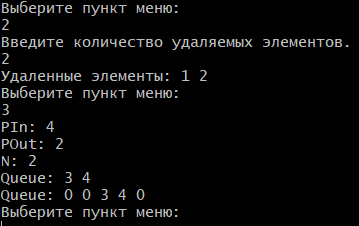 Выберите пункт меню:
2
Введите количество удаляемых элементов.
2
Удаленные элементы: 1 2
Выберите пункт меню:
3
PIn: 4
POut: 2
N: 2
Queue: 3 4
Queue: 0 0 3 4 0
Выберите пункт меню: